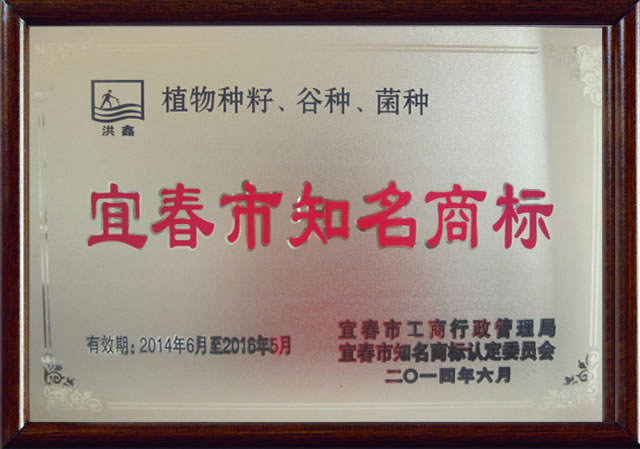 植物种籽、谷种、菌种
洪鑫
宜春市知名商标
有效期：2014年6月至2016年5月
宜春市工商行政管理局
宜春市知名商标认定委员会
二〇一四年六月